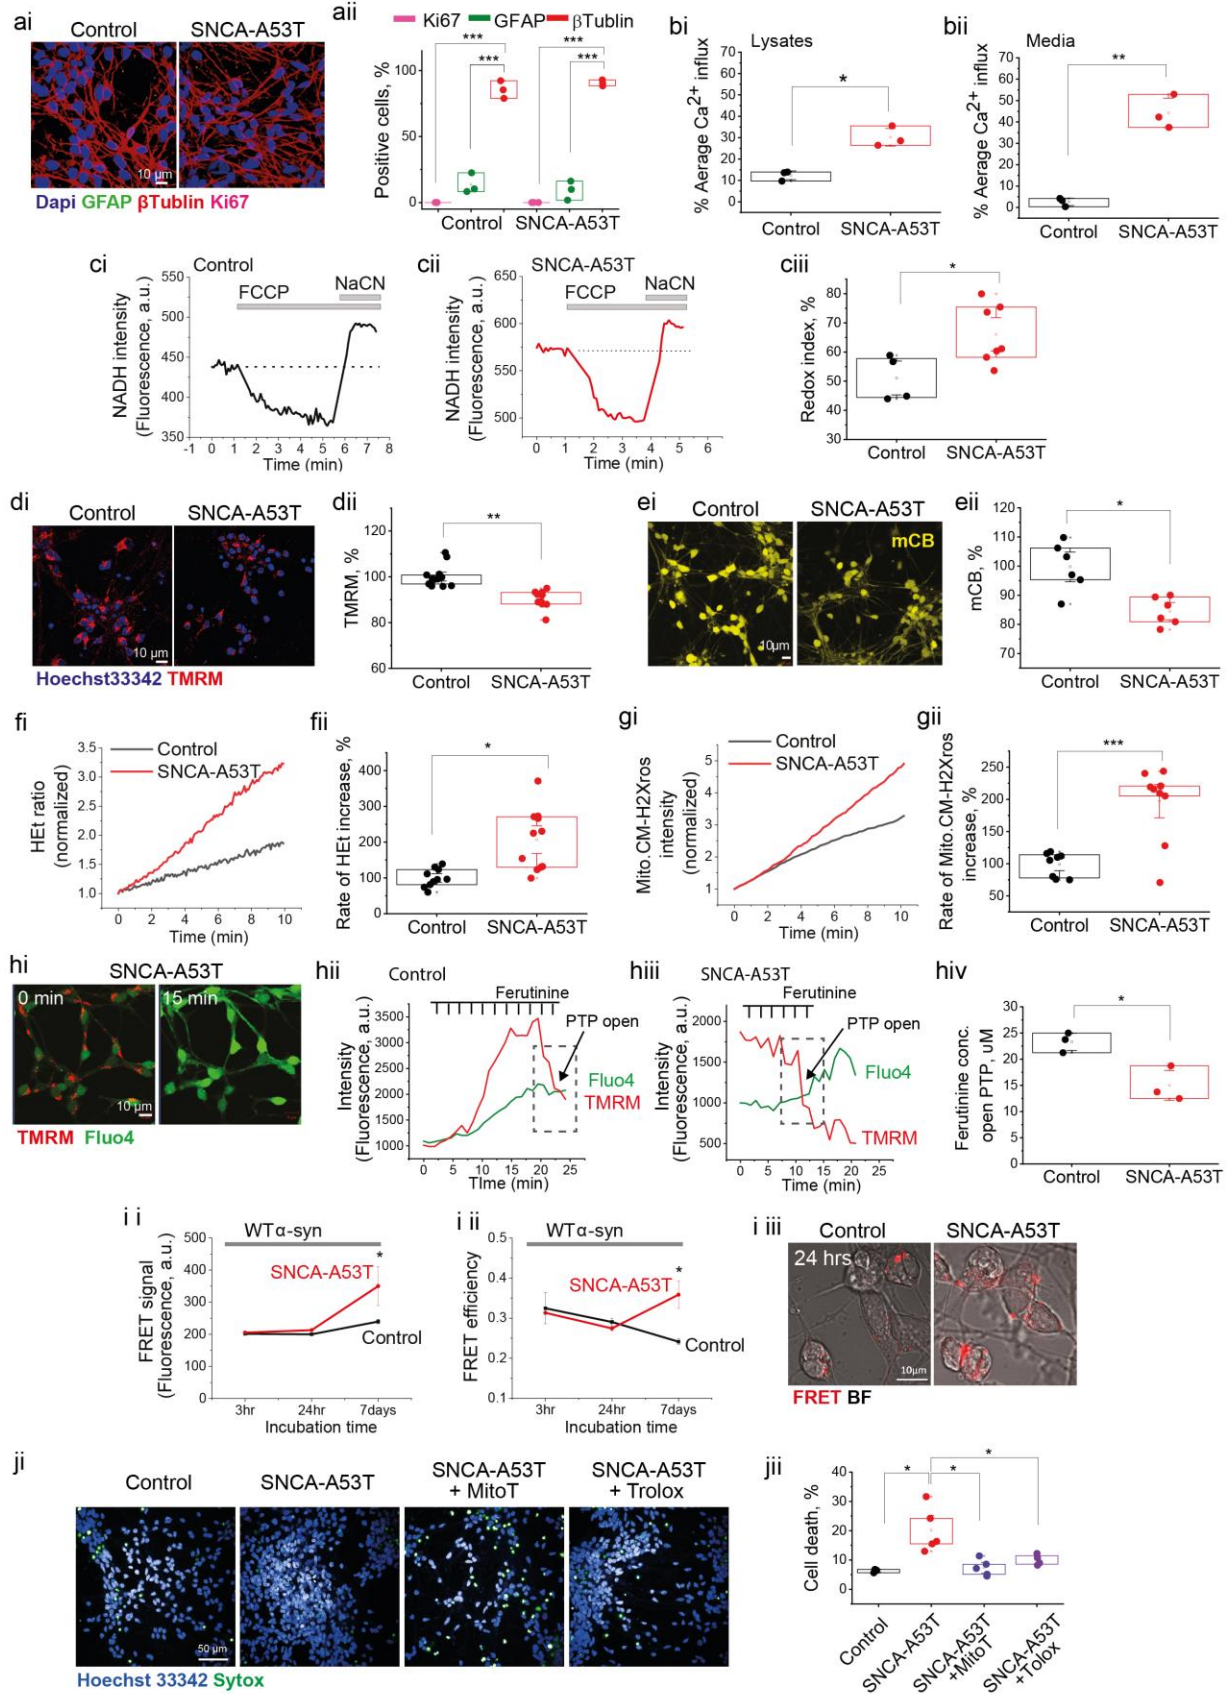 ai
Control
SNCA-A53T
10 µm
Dapi GFAP βTublin Ki67
aii
Ki67 GFAP βTublin
***
***
***
***
Positive cells, %
100
50
0
Control
SNCA-A53T
bi
Lysates
% Aerage Ca2+ influx
70
60
50
40
30
20
10
0
*
Control
SNCA-A53T
bii
Media
% Aerage Ca2+ influx
70
60
50
40
30
20
10
0
**
Control
SNCA-A53T
ci
Control
NADH intensity
(Fluorescence, a.u.)
550
500
450
400
350
FCCP
NaCN
-1 0 1 2 3 4 5 6 7 8
Time (min)
cii
SNCA-A53T
NADH intensity
(Fluorescence, a.u.)
650
600
550
500
FCCP
NaCN
0 1 2 3 4 5 6
Time (min)
ciii
Redox index, %
80
70
60
50
40
30
*
Control
SNCA-A53T
di
Control
SNCA-A53T
10 µm
Hoechst33342 TMRM
dii
TMRM, %
120
100
80
60
**
Control
SNCA-A53T
ei
Control
SNCA-A53T
mCB
10µm
eii
mCB, %
120
110
100
90
80
70
*
Control
SNCA-A53T
fi
HEt ratio
(normalized)
3.5
3.0
2.5
2.0
1.5
1.0
Control
SNCA-A53T
0 2 4 6 8 10
Time (min)
fii
Rate of HEt increase, %
400
300
200
100
0
*
Control
SNCA-A53T
gi
Mito.CM-H2Xros
intensity
(normalized)
5
4
3
2
1
Control
SNCA-A53T
0 2 4 6 8 10
Time (min)
gii
Rate of Mito.CM-H2Xros
increase, %
250
200
150
100
50
***
Control
SNCA-A53T
hi
SNCA-A53T
0 min
15 min
10 µm
TMRM Fluo4
hii
Control
Intensity
(Fluorescence, a.u.)
3500
3000
2500
2000
1500
1000
Ferutinine
PTP open
Fluo4
TMRM
0 5 10 15 20 25
TIme (min)
hiii
SNCA-A53T
Intensity
(Fluorescence, a.u.)
2000
1500
1000
500
Ferutinine
PTP open
Fluo4
TMRM
0 5 10 15 20 25
Time (min)
hiv
Ferutinine conc.
open PTP, uM
30
25
20
15
10
5
0
*
Control
SNCA-A53T
i i
WT α-syn
FRET signal
(Fluorescence, a.u.)
500
400
300
200
100
0
SNCA-A53T
*
Control
3hr 24hr 7days
Incubation time
i ii
WT α-syn
FRET efficiency
0.5
0.4
0.3
0.2
0.1
SNCA-A53T
*
Control
3hr 24hr 7days
Incubation time
i iii
Control
SNCA-A53T
24 hrs
10µm
FRET BF
ji
Control
SNCA-A53T
SNCA-A53T
+ MitoT
SNCA-A53T
+ Trolox
50 µm
Hoechst 33342 Sytox
jii
Cell death, %
40
30
20
10
0
*
*
*
Control
SNCA-A53T
SNCA-A53T
+MitoT
SNCA-A53T
+Tolox